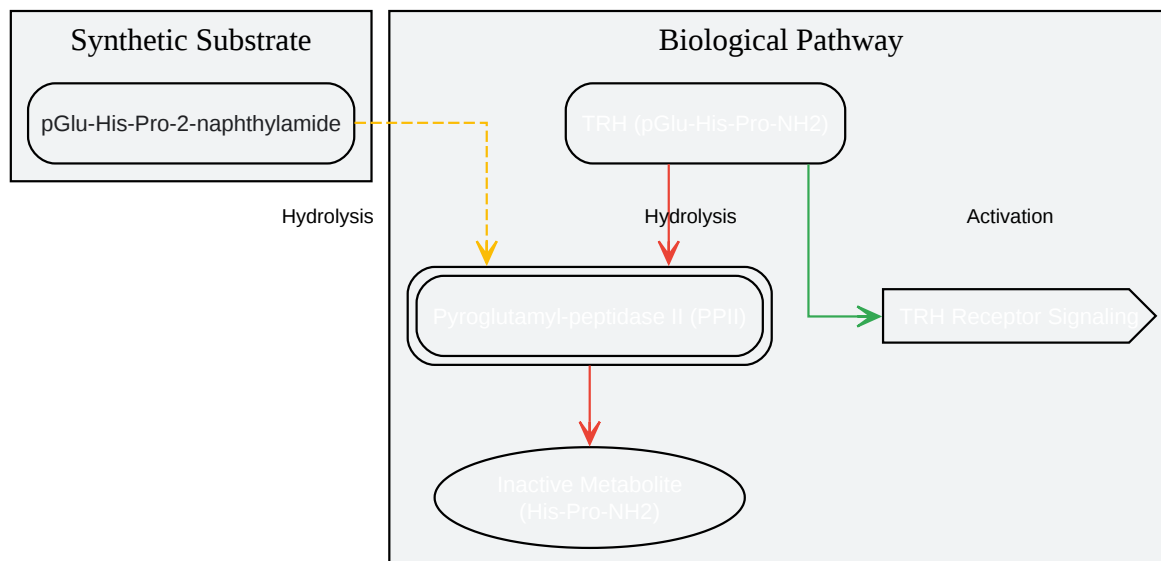 Synthetic Substrate
Biological Pathway
pGlu-His-Pro-2-naphthylamide
TRH (pGlu-His-Pro-NH2)
Hydrolysis
Hydrolysis
Activation
Pyroglutamyl-peptidase II (PPII)
TRH Receptor Signaling
Inactive Metabolite
(His-Pro-NH2)